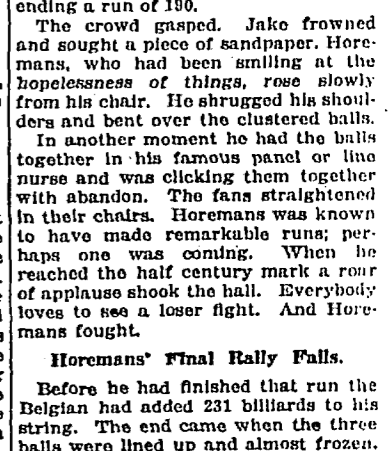 ending a run of 190.
The crowd gasped. Jake frowned
and sought a piece of sandpaper. Hore-
mans, who had been smiling at the
hopelessness of things, rose slowly
from his chair. He shrugged his shoul-
ders and bent over the clustered balls.
In another moment he had the balls
together in his famous panel or line
nurse and was clicking them together
with abandon. The fans straightened
in their chairs. Horemans was known
to have made remarkable runs; per-
haps one was coming. When he
reached the half century mark a roar
of applause shook the hall. Everybody
loves to see a loser fight. And Hore-
mans fought.
Horemans' Final Rally Fails.
Before he had finished that run the
Belgian had added 231 billiards to his
string. The end came when the three
balls were lined up and almost frozen.